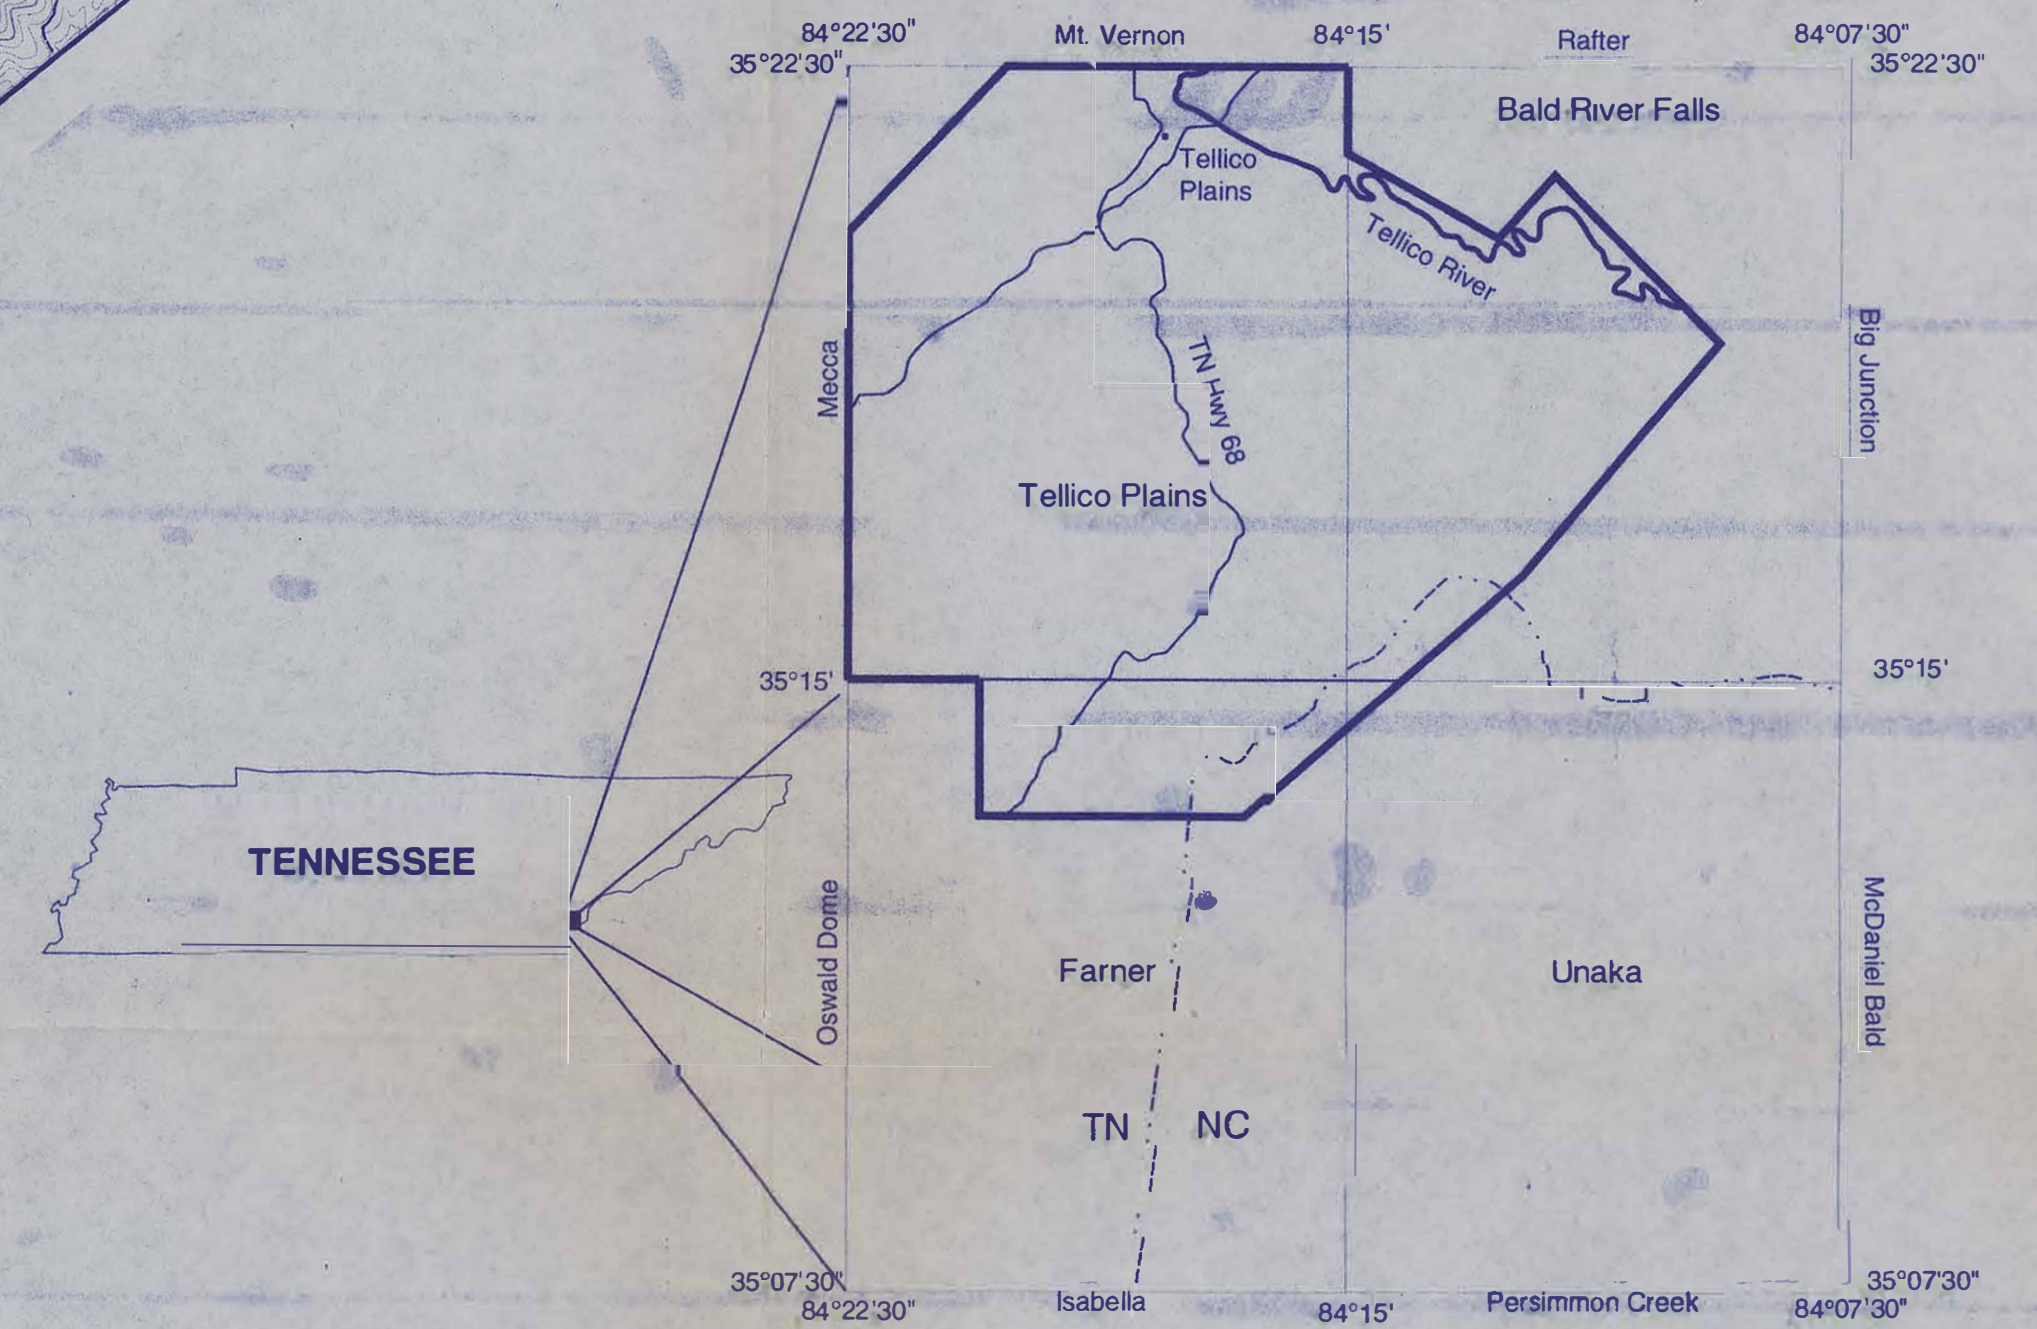 84°22'30"
Mt. Vernon
84°15'
Rafter
84°07'30"
35°22'30"
35°22'30"
Bald River Falls
Tellico
Plains
Tellico River
Mecca
TN Hwy 68
Big Junction
Tellico Plains
35°15'
35°15'
TENNESSEE
Oswald Dome
Farner
Unaka
McDaniel Bald
TN
NC
35°07'30"
35°07'30"
84°22'30"
Isabella
84°15'
Persimmon Creek
84°07'30"